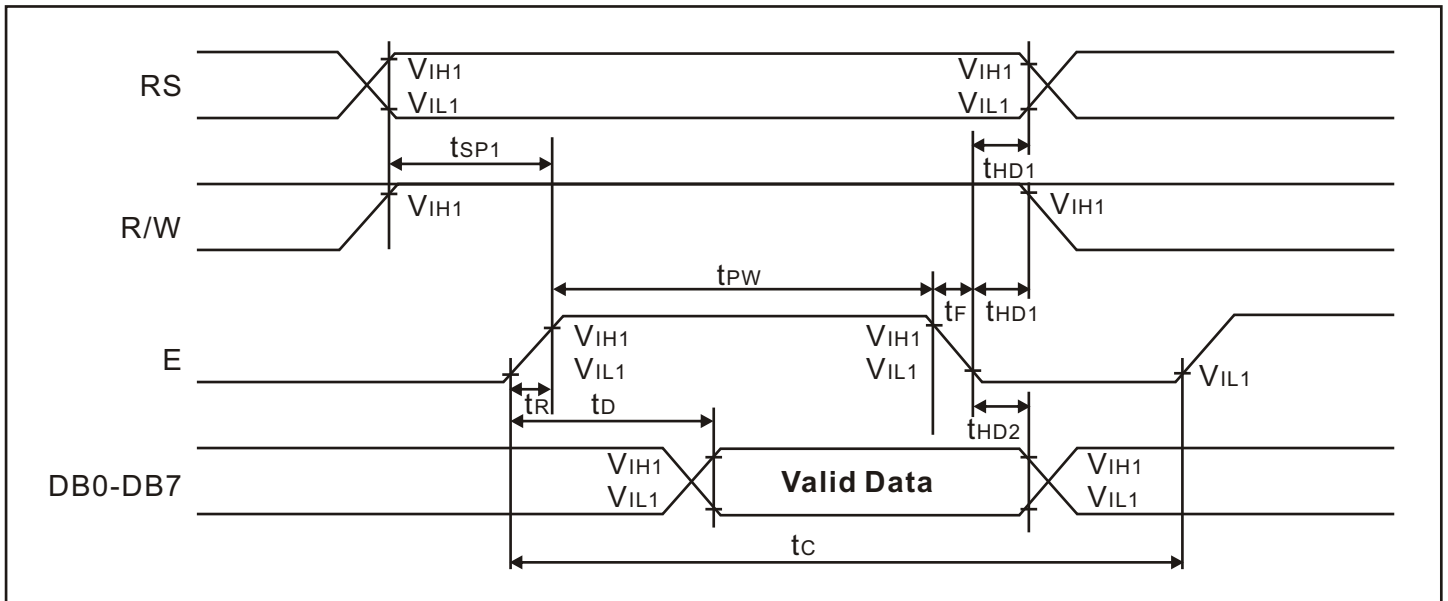 RS
VIH1 VIH1
VIL1 VIL1
tSP1 tHD1
R/W
VIH1 VIH1
tPW tF tHD1
E
VIH1 VIH1
VIL1 VIL1 VIL1
tR tD tHD2
DB0-DB7
VIH1 Valid Data VIH1
VIL1 VIL1
tC